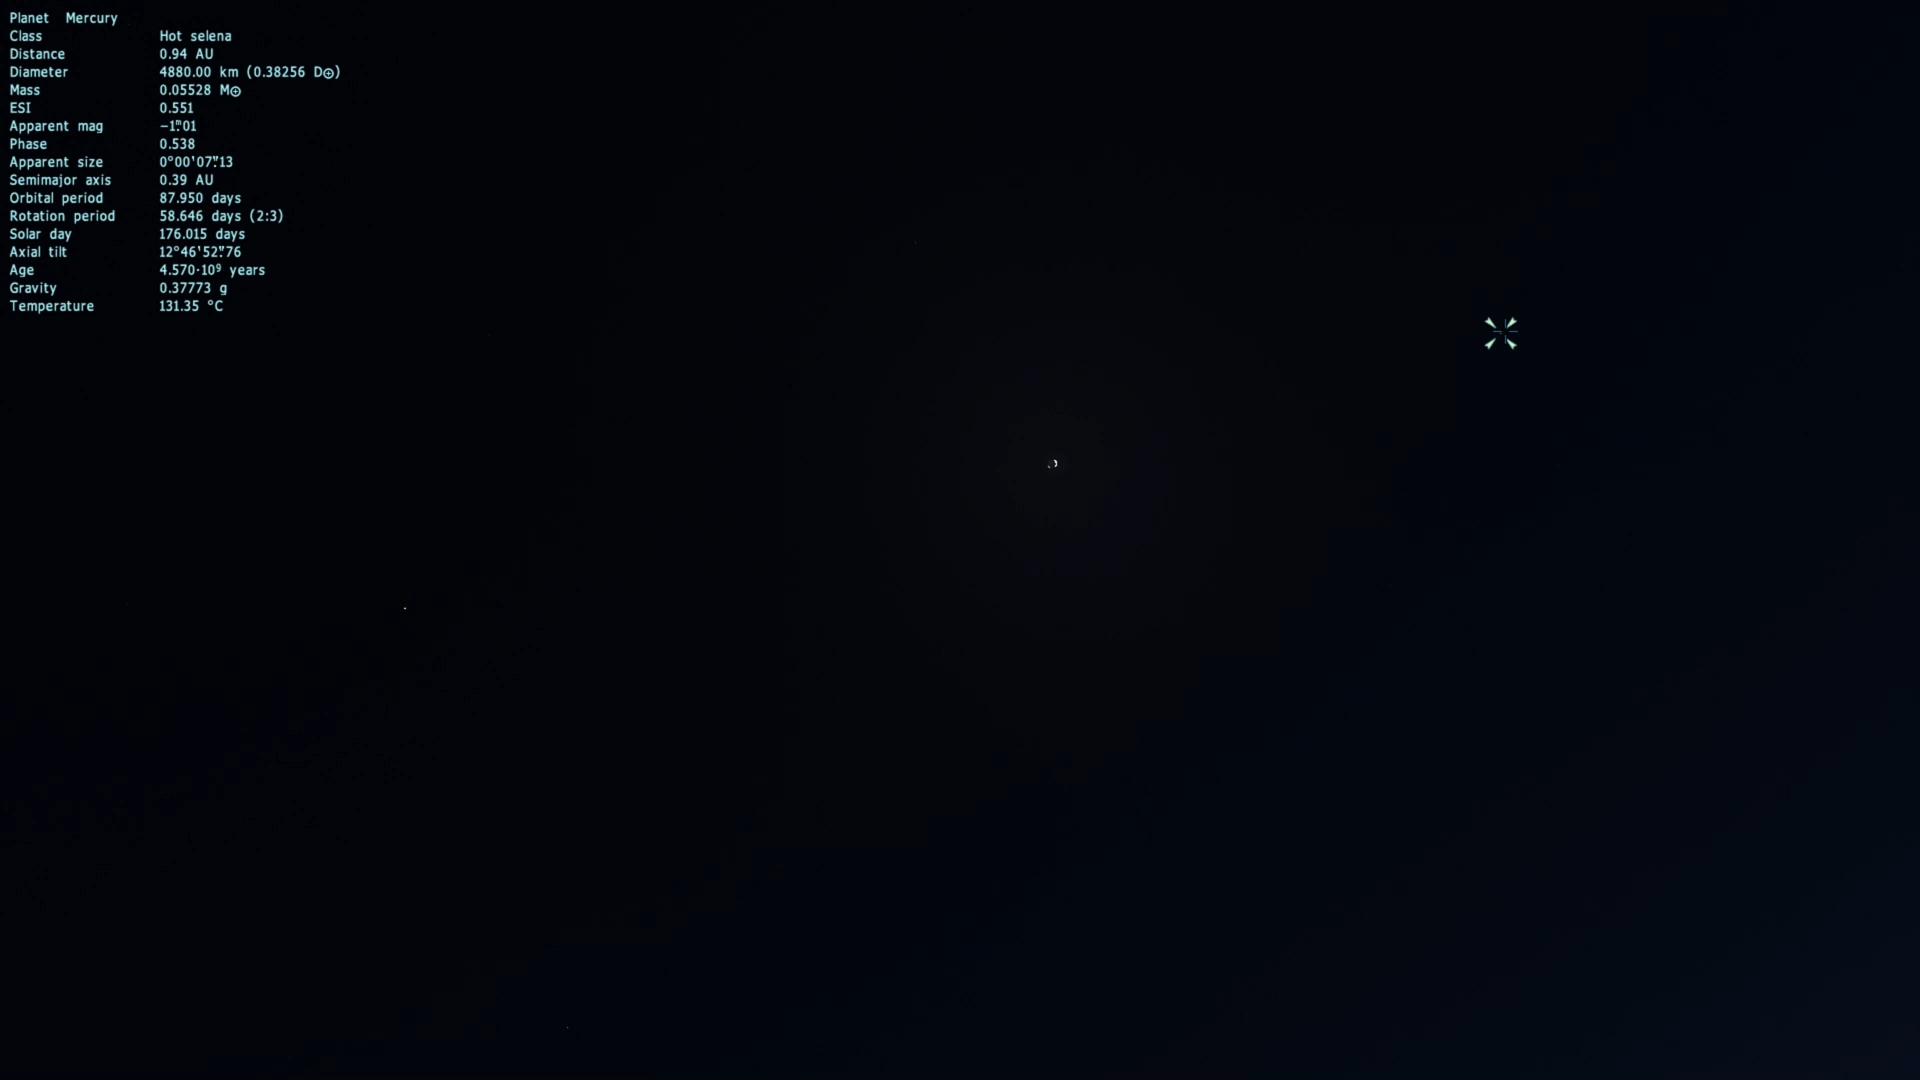 Planet Mercury
Class Hot selena
Distance 0.94 AU
Diameter 4880.00 km (0.38256 D⊕)
Mass 0.05528 M⊕
ESI 0.551
Apparent mag −1ᵐ.01
Phase 0.538
Apparent size 0°00'07".13
Semimajor axis 0.39 AU
Orbital period 87.950 days
Rotation period 58.646 days (2:3)
Solar day 176.015 days
Axial tilt 12°46'52".76
Age 4.570·10⁹ years
Gravity 0.37773 g
Temperature 131.35 °C